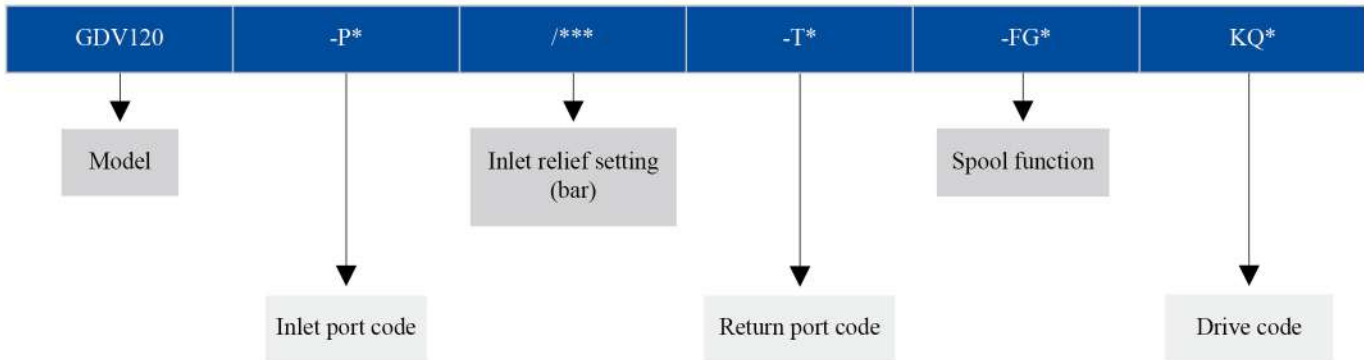 GDV120 -P* /*** -T* -FG* KQ*
Model
Inlet relief setting
(bar)
Spool function
Inlet port code
Return port code
Drive code